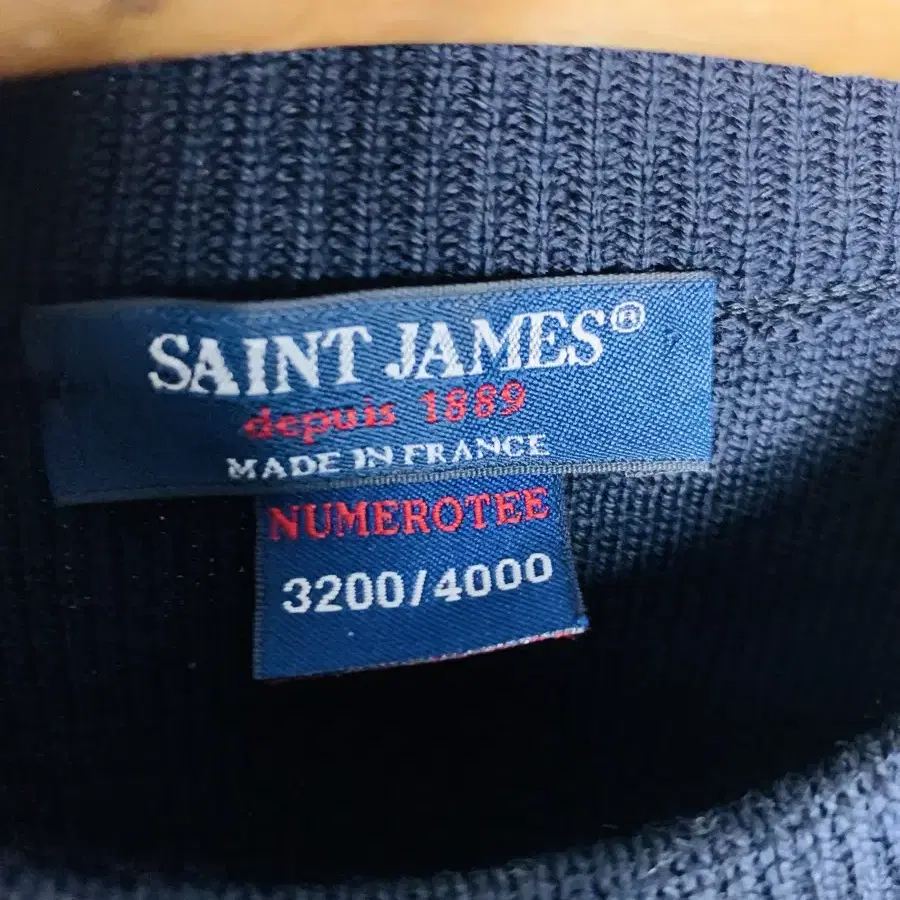 SAINT JAMES®
depuis 1889
MADE IN FRANCE
NUMEROTEE
3200/4000